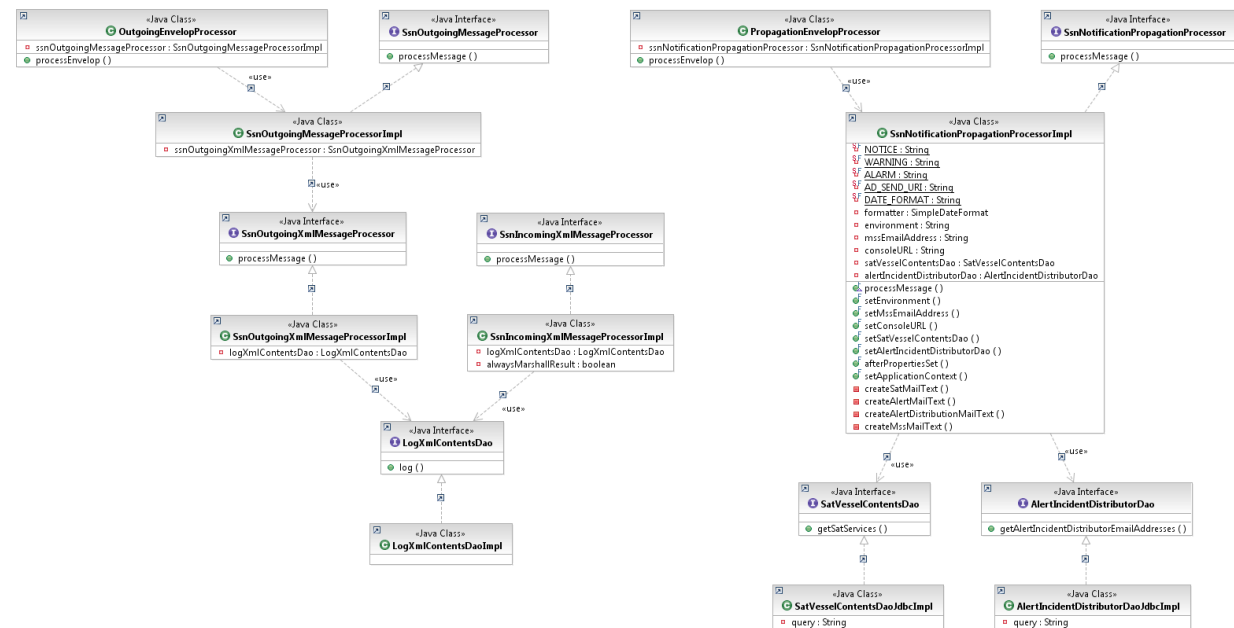 «Java Class»
OutgoingEnvelopProcessor
ssnOutgoingMessageProcessor : SsnOutgoingMessageProcessorImpl
processEnvelop ( )
«Java Interface»
SsnOutgoingMessageProcessor
processMessage ( )
«Java Class»
PropagationEnvelopProcessor
ssnNotificationPropagationProcessor : SsnNotificationPropagationProcessorImpl
processEnvelop ( )
«Java Interface»
SsnNotificationPropagationProcessor
processMessage ( )
«use»
«use»
«Java Class»
SsnOutgoingMessageProcessorImpl
ssnOutgoingXmlMessageProcessor : SsnOutgoingXmlMessageProcessor
«use»
«Java Interface»
SsnOutgoingXmlMessageProcessor
processMessage ( )
«Java Interface»
SsnIncomingXmlMessageProcessor
processMessage ( )
«Java Class»
SsnOutgoingXmlMessageProcessorImpl
logXmlContentsDao : LogXmlContentsDao
«Java Class»
SsnIncomingXmlMessageProcessorImpl
logXmlContentsDao : LogXmlContentsDao
alwaysMarshallResult : boolean
«use»
«use»
«Java Interface»
LogXmlContentsDao
log ( )
«Java Class»
LogXmlContentsDaoImpl
«Java Class»
SsnNotificationPropagationProcessorImpl
NOTICE : String
WARNING : String
ALARM : String
AD_SEND_URI : String
DATE_FORMAT : String
formatter : SimpleDateFormat
environment : String
mssEmailAddress : String
consoleURL : String
satVesselContentsDao : SatVesselContentsDao
alertIncidentDistributorDao : AlertIncidentDistributorDao
processMessage ( )
setEnvironment ( )
setMssEmailAddress ( )
setConsoleURL ( )
setSatVesselContentsDao ( )
setAlertIncidentDistributorDao ( )
afterPropertiesSet ( )
setApplicationContext ( )
createSatMailText ( )
createAlertMailText ( )
createAlertDistributionMailText ( )
createMssMailText ( )
«use»
«use»
«Java Interface»
SatVesselContentsDao
getSatServices ( )
«Java Interface»
AlertIncidentDistributorDao
getAlertIncidentDistributorEmailAddresses ( )
«Java Class»
SatVesselContentsDaoJdbcImpl
query : String
«Java Class»
AlertIncidentDistributorDaoJdbcImpl
query : String